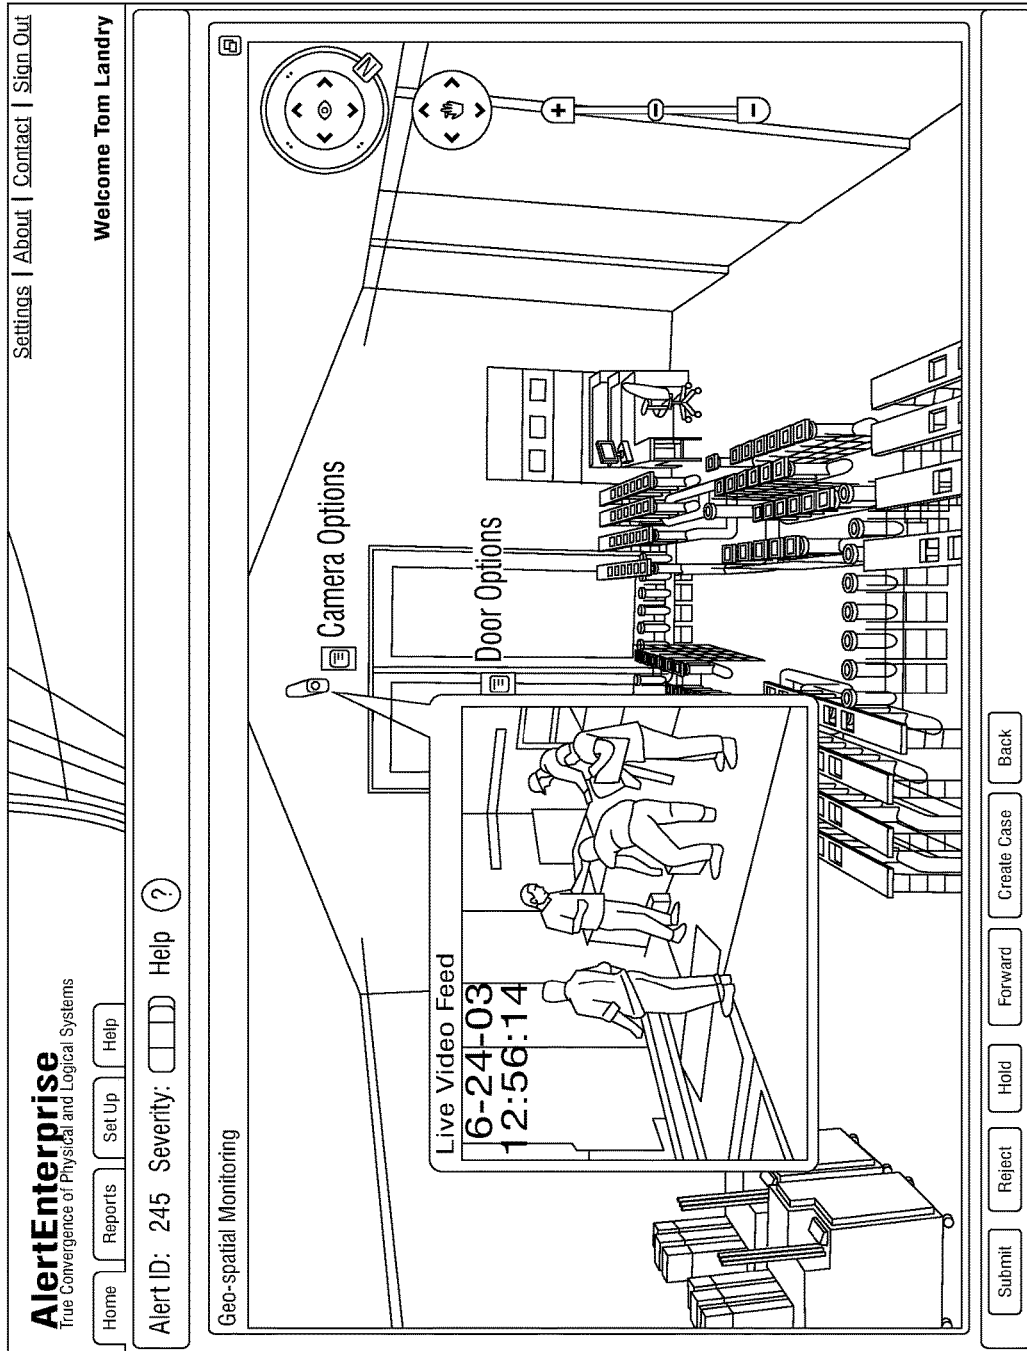 Settings | About | Contact | Sign Out
AlertEnterprise
True Convergence of Physical and Logical Systems
Welcome Tom Landry
Home
Reports
Set Up
Help
Alert ID: 245 Severity: Help ?
Geo-spatial Monitoring
N
+
-
-
Camera Options
Door Options
Live Video Feed
6-24-03
12:56:14
Submit
Reject
Hold
Forward
Create Case
Back